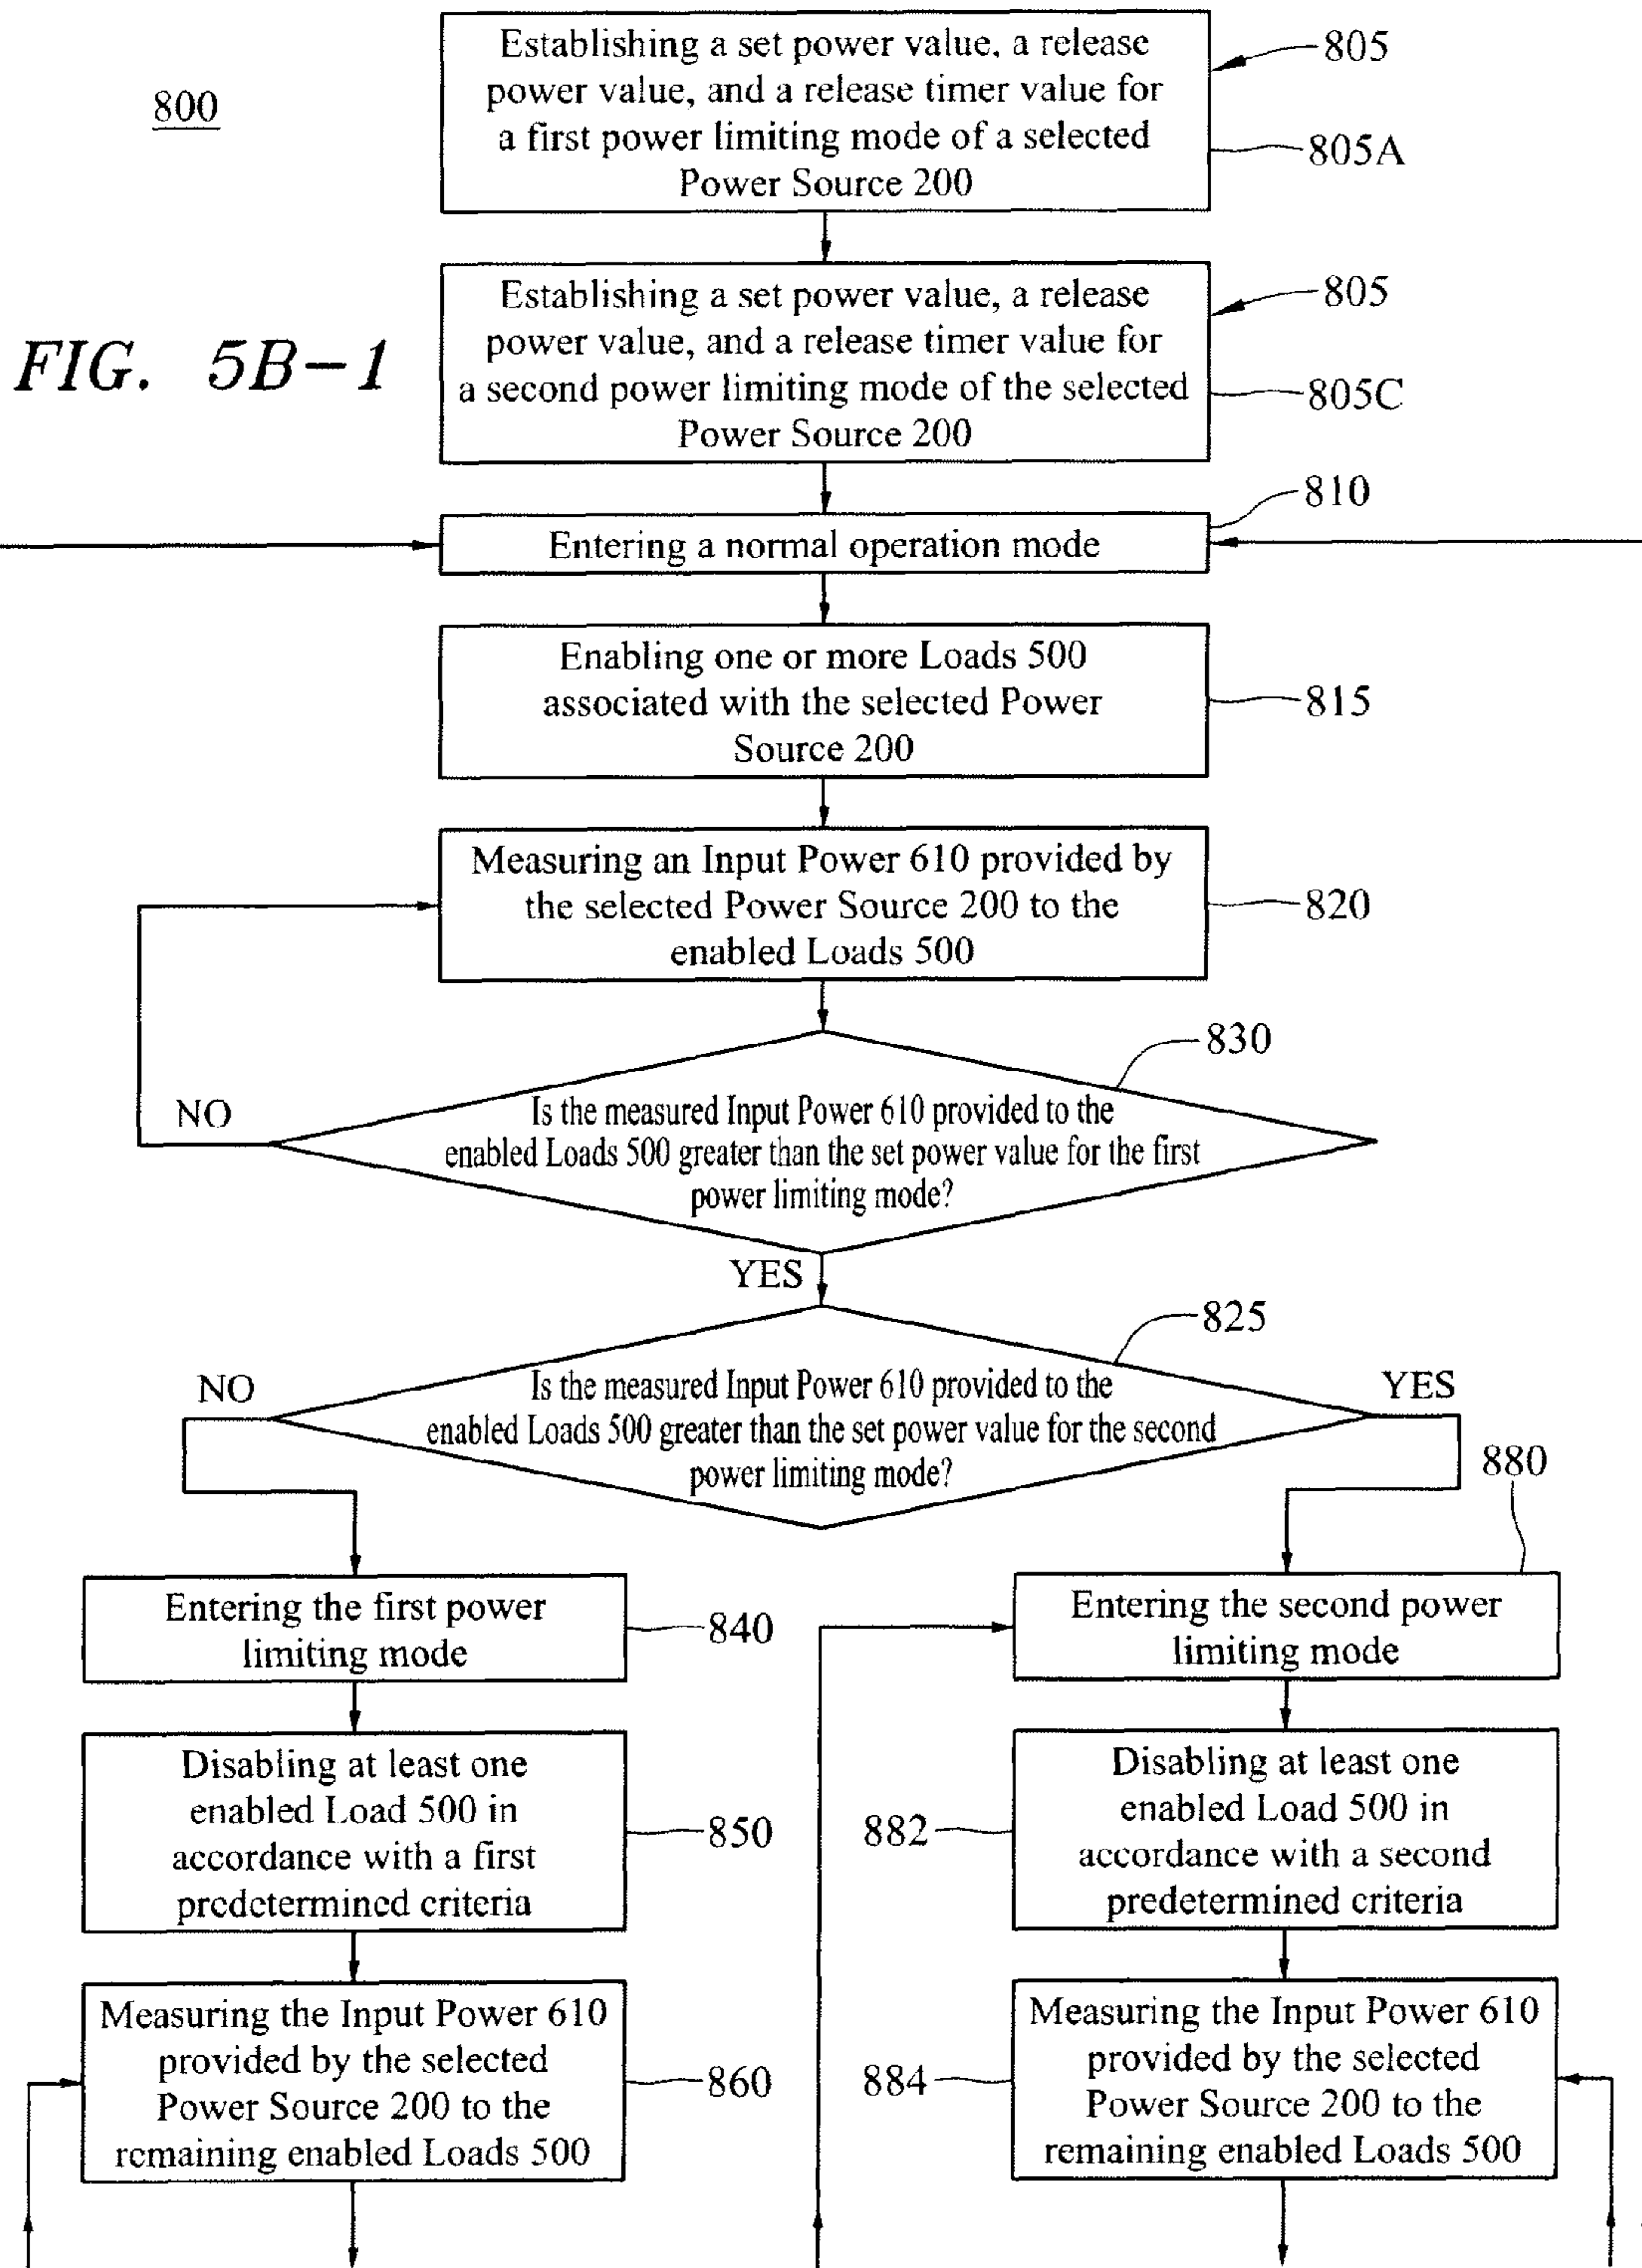 800
Establishing a set power value, a release
power value, and a release timer value for
a first power limiting mode of a selected
Power Source 200
805
805A
FIG. 5B-1
Establishing a set power value, a release
power value, and a release timer value for
a second power limiting mode of the selected
Power Source 200
805
805C
Entering a normal operation mode
810
Enabling one or more Loads 500
associated with the selected Power
Source 200
815
Measuring an Input Power 610 provided by
the selected Power Source 200 to the
enabled Loads 500
820
830
NO
Is the measured Input Power 610 provided to the
enabled Loads 500 greater than the set power value for the first
power limiting mode?
YES
825
NO
Is the measured Input Power 610 provided to the
enabled Loads 500 greater than the set power value for the second
power limiting mode?
YES
880
Entering the first power
limiting mode
840
Entering the second power
limiting mode
Disabling at least one
enabled Load 500 in
accordance with a first
predetermined criteria
850
882
Disabling at least one
enabled Load 500 in
accordance with a second
predetermined criteria
Measuring the Input Power 610
provided by the selected
Power Source 200 to the
remaining enabled Loads 500
860
884
Measuring the Input Power 610
provided by the selected
Power Source 200 to the
remaining enabled Loads 500